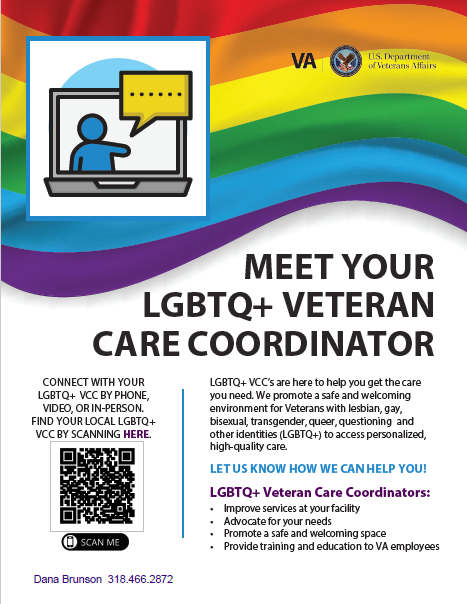 VA
U.S. Department
of Veterans Affairs
MEET YOUR
LGBTQ+ VETERAN
CARE COORDINATOR
CONNECT WITH YOUR
LGBTQ+ VCC BY PHONE,
VIDEO, OR IN-PERSON.
FIND YOUR LOCAL LGBTQ+
VCC BY SCANNING HERE.
SCAN ME
LGBTQ+ VCC's are here to help you get the care
you need. We promote a safe and welcoming
environment for Veterans with lesbian, gay,
bisexual, transgender, queer, questioning and
other identities (LGBTQ+) to access personalized,
high-quality care.
LET US KNOW HOW WE CAN HELP YOU!
LGBTQ+ Veteran Care Coordinators:
• Improve services at your facility
• Advocate for your needs
• Promote a safe and welcoming space
• Provide training and education to VA employees
Dana Brunson 318.466.2872